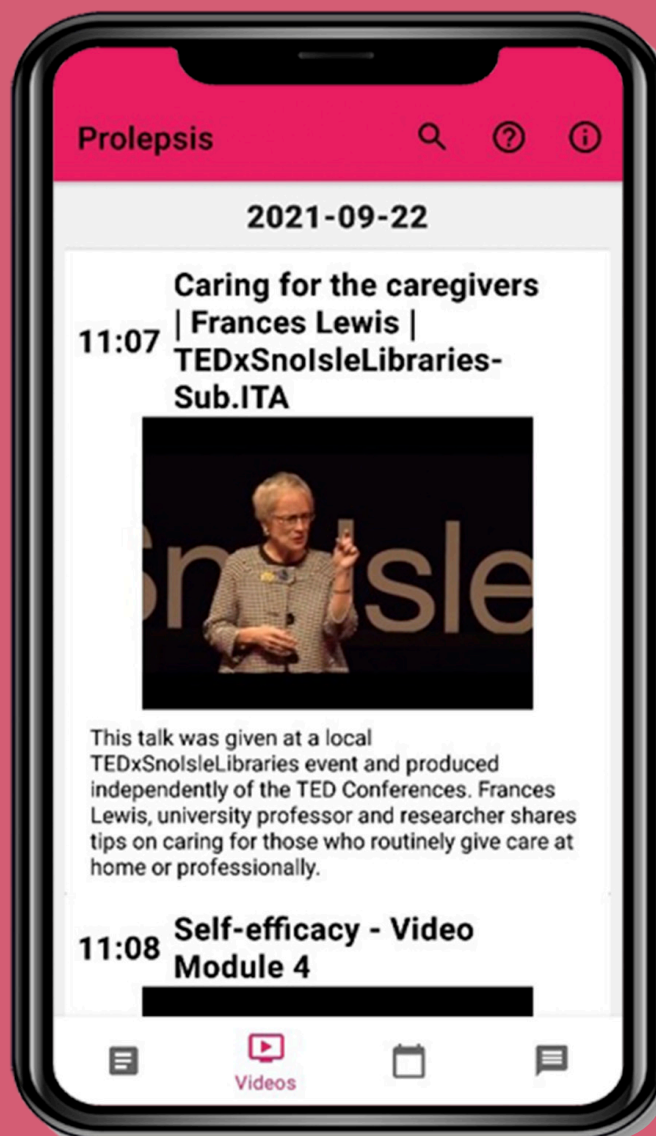 Prolepsis
2021-09-22
11:07
Caring for the caregivers
| Frances Lewis |
TEDxSnoIsleLibraries-
Sub.ITA
Sn Isle
This talk was given at a local
TEDxSnoIsleLibraries event and produced
independently of the TED Conferences. Frances
Lewis, university professor and researcher shares
tips on caring for those who routinely give care at
home or professionally.
11:08
Self-efficacy - Video
Module 4
Videos